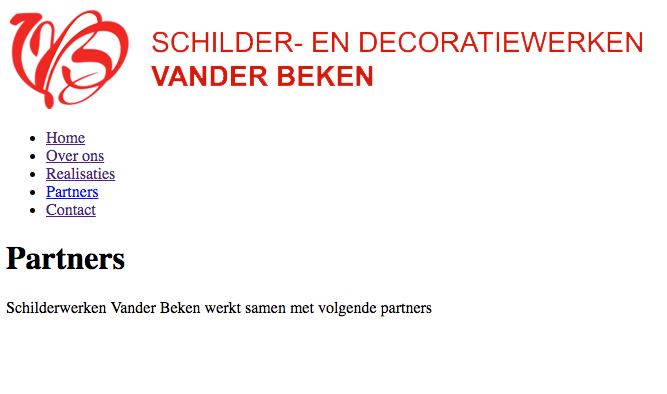 VB
SCHILDER- EN DECORATIEWERKEN
VANDER BEKEN
Home
Over ons
Realisaties
Partners
Contact
Partners
Schilderwerken Vander Beken werkt samen met volgende partners